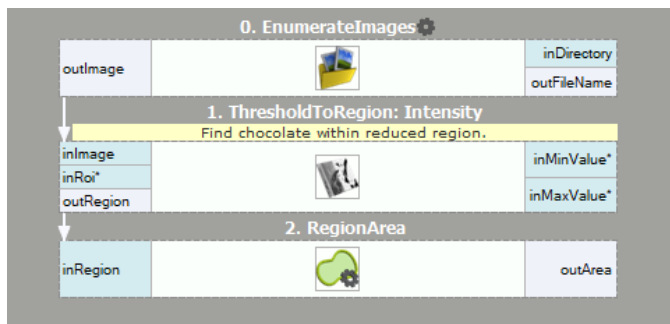 0. EnumerateImages
outImage
inDirectory
outFileName
1. ThresholdToRegion: Intensity
Find chocolate within reduced region.
inImage
inRoi*
outRegion
inMinValue*
inMaxValue*
2. RegionArea
inRegion
outArea